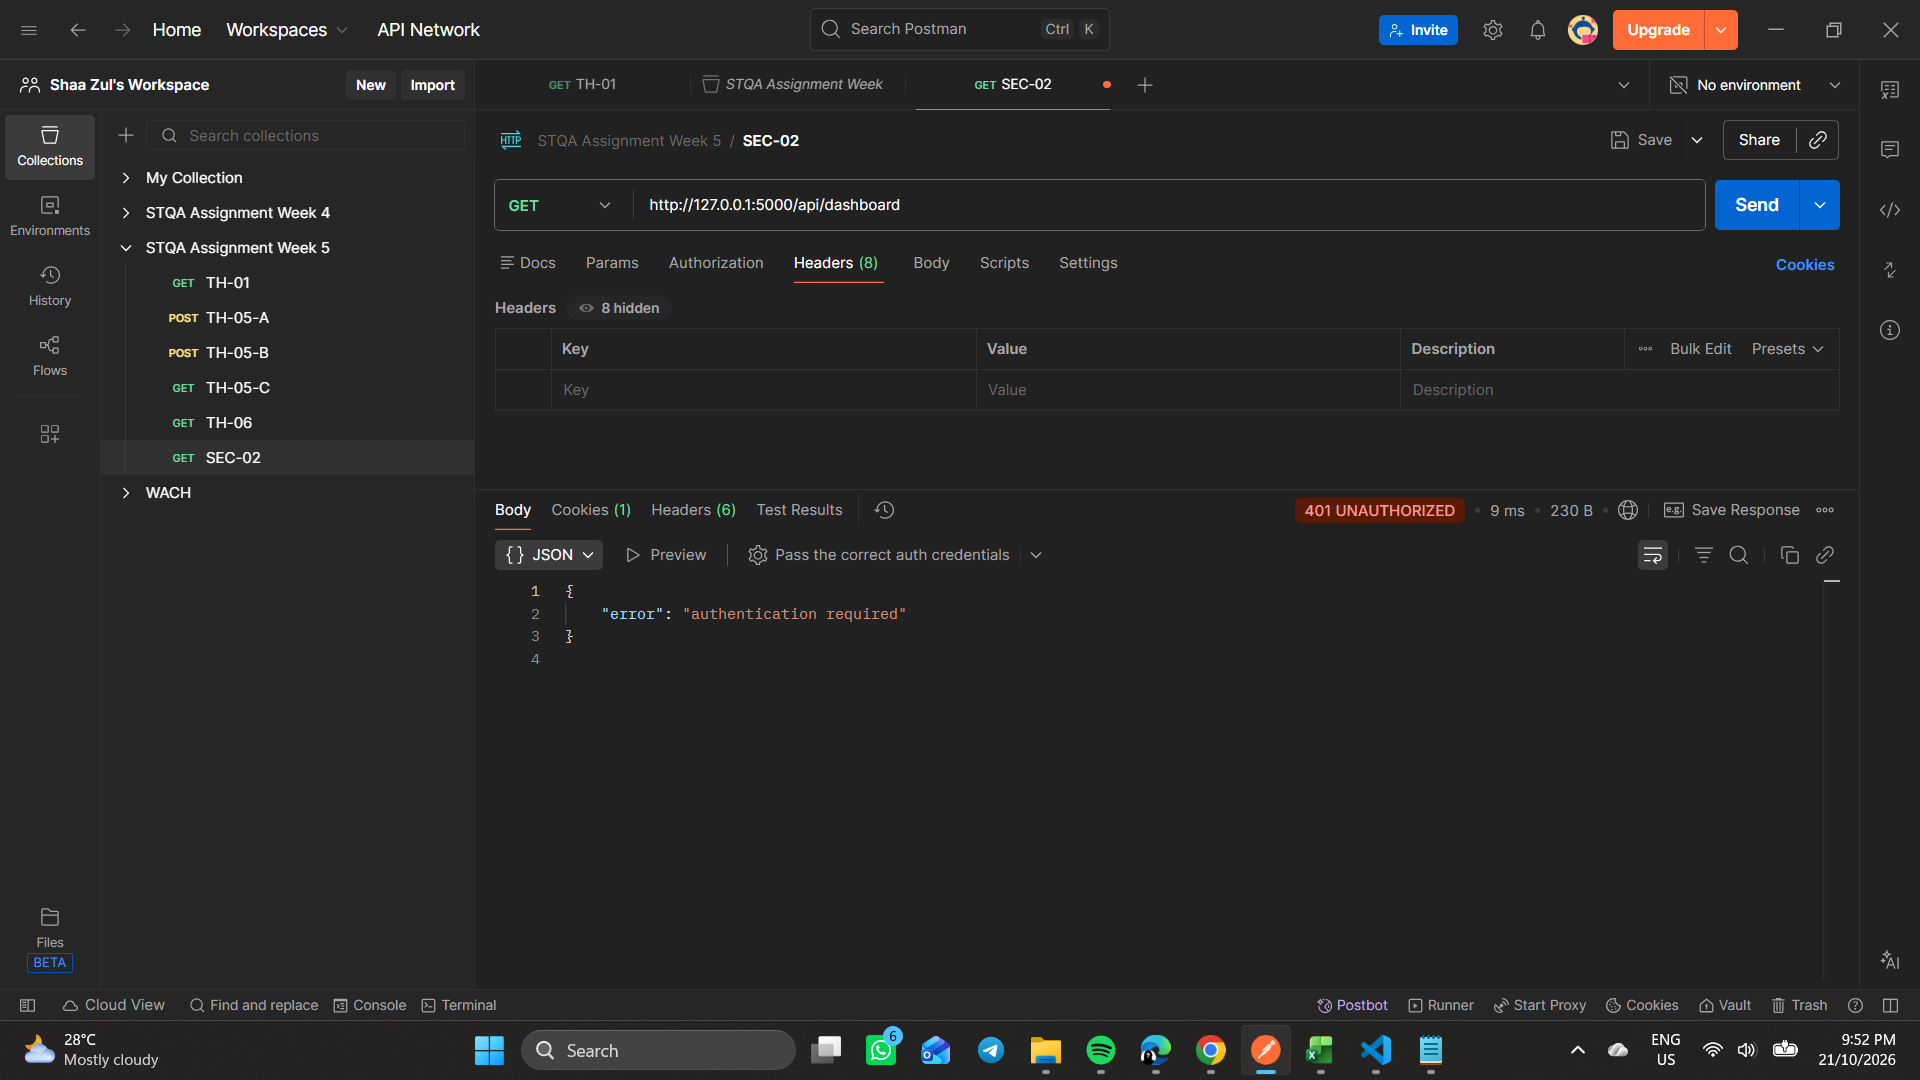 Home
Workspaces
API Network
Search Postman
Ctrl K
Invite
Upgrade
Shaa Zul's Workspace
New
Import
GET TH-01
STQA Assignment Week
GET SEC-02
No environment
Collections
Environments
History
Flows
Files
BETA
Search collections
My Collection
STQA Assignment Week 4
STQA Assignment Week 5
GET TH-01
POST TH-05-A
POST TH-05-B
GET TH-05-C
GET TH-06
GET SEC-02
WACH
HTTP STQA Assignment Week 5 / SEC-02
Save
Share
GET
http://127.0.0.1:5000/api/dashboard
Send
Docs
Params
Authorization
Headers (8)
Body
Scripts
Settings
Cookies
Headers
8 hidden
Key
Value
Description
Bulk Edit
Presets
Key
Value
Description
Body
Cookies (1)
Headers (6)
Test Results
401 UNAUTHORIZED
9 ms
230 B
e.g. Save Response
{} JSON
Preview
Pass the correct auth credentials
1 {
2 "error": "authentication required"
3 }
4
AI
Cloud View
Find and replace
Console
Terminal
Postbot
Runner
Start Proxy
Cookies
Vault
Trash
28°C
Mostly cloudy
Search
6
ENG
US
9:52 PM
21/10/2026